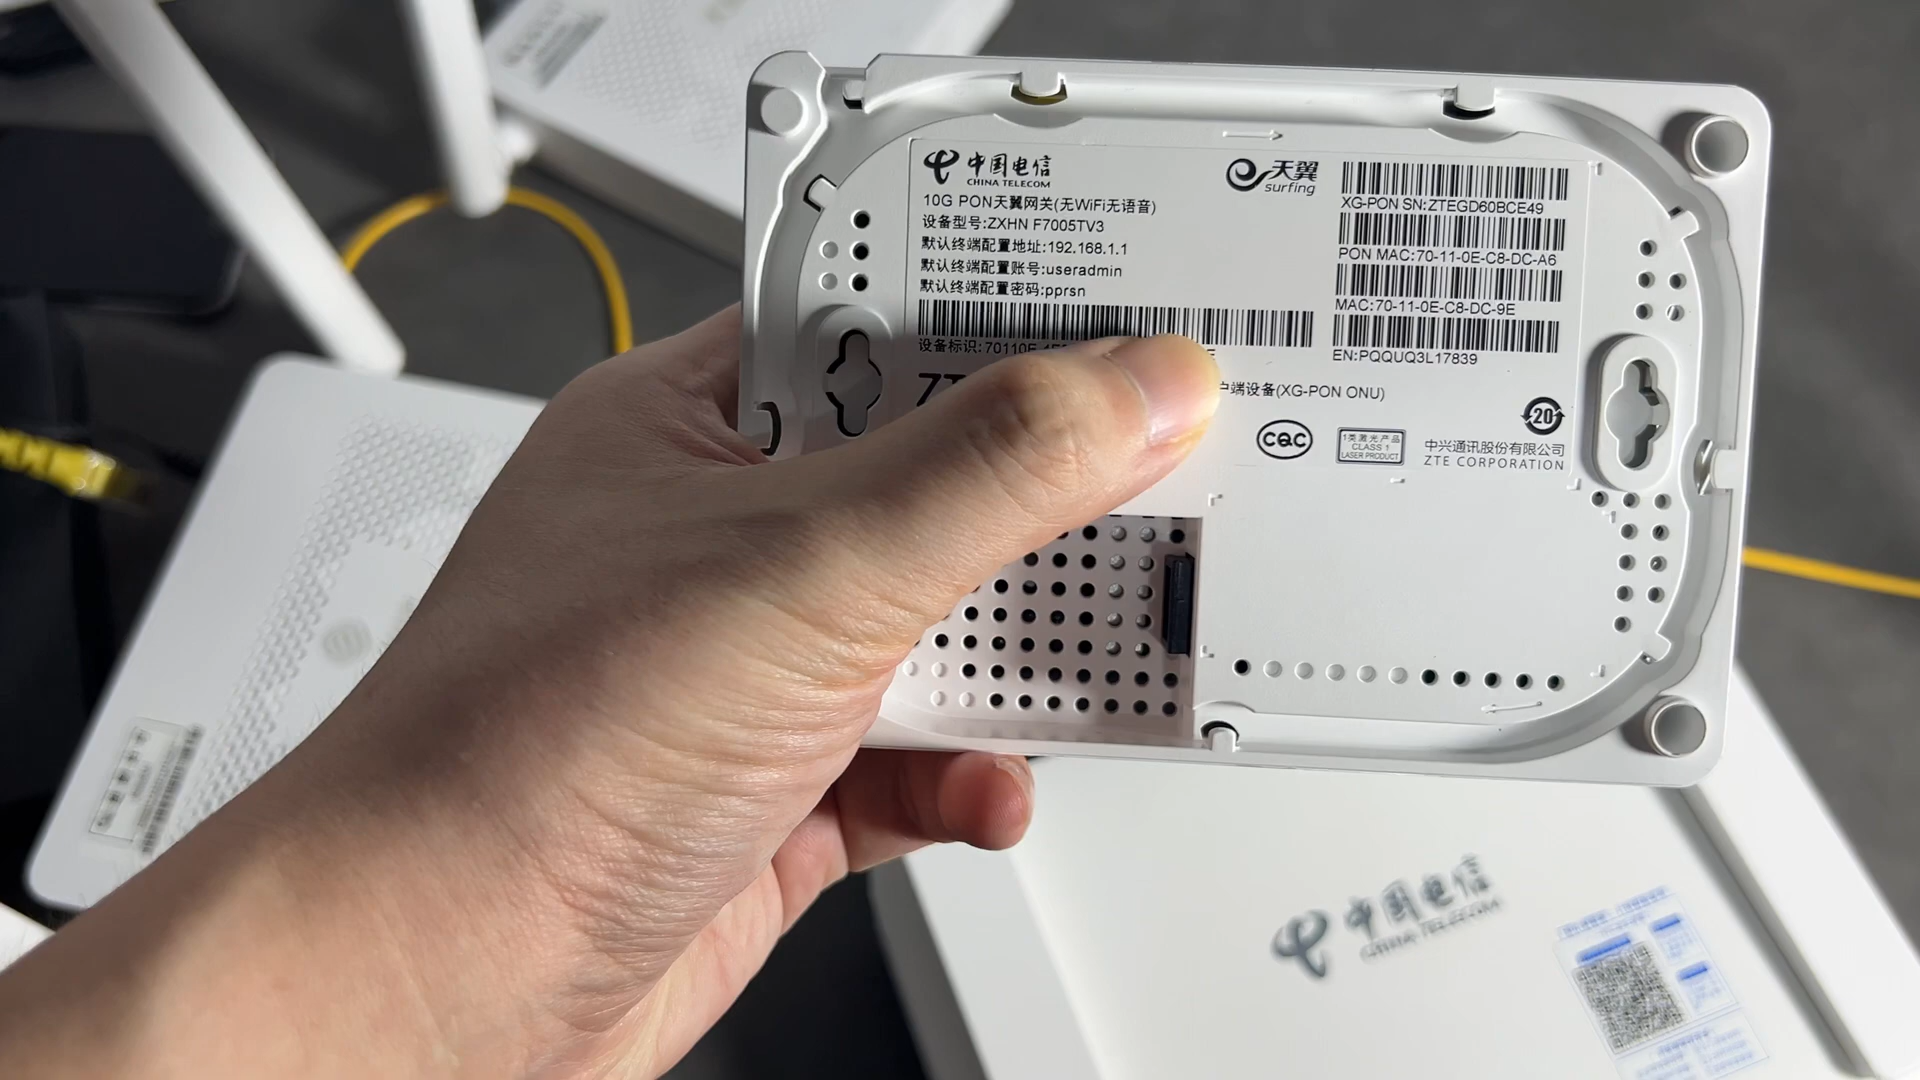 中国电信
CHINA TELECOM
10G PON天翼网关(无WiFi无语音)
设备型号:ZXHN F7005TV3
默认终端配置地址:192.168.1.1
默认终端配置账号:useradmin
默认终端配置密码:pprsn
设备标识:70110E
天翼
surfing
XG-PON SN:ZTEGD60BCE49
PON MAC:70-11-0E-C8-DC-A6
MAC:70-11-0E-C8-DC-9E
EN:PQQUQ3L17839
户端设备(XG-PON ONU)
CQC
1类激光产品
CLASS 1
LASER PRODUCT
20
中兴通讯股份有限公司
ZTE CORPORATION
中国电信
CHINA TELECOM